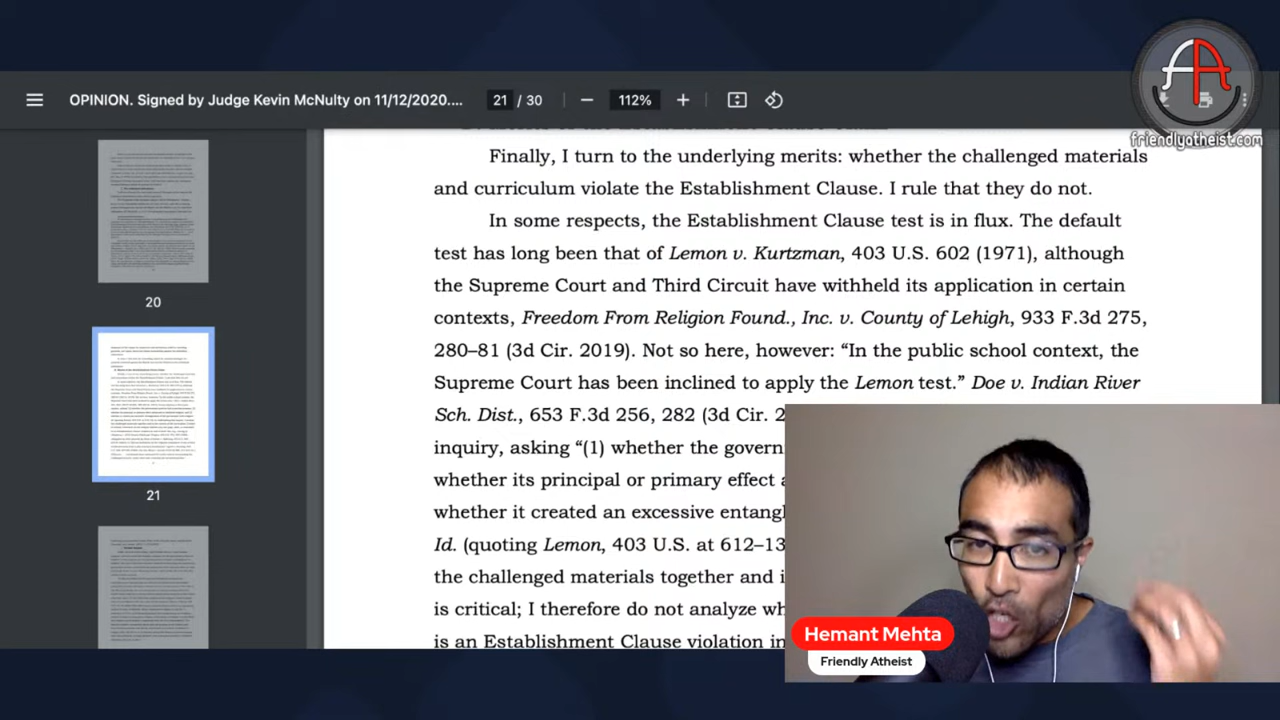 OPINION. Signed by Judge Kevin McNulty on 11/12/2020....
21 / 30
112%
friendlyatheist.com
20
21
Finally, I turn to the underlying merits: whether the challenged materials
and curriculum violate the Establishment Clause. I rule that they do not.
In some respects, the Establishment Clause test is in flux. The default
test has long been that of Lemon v. Kurtzman, 403 U.S. 602 (1971), although
the Supreme Court and Third Circuit have withheld its application in certain
contexts, Freedom From Religion Found., Inc. v. County of Lehigh, 933 F.3d 275,
280–81 (3d Cir. 2019). Not so here, however: “In the public school context, the
Supreme Court has been inclined to apply the Lemon test.” Doe v. Indian River
Sch. Dist., 653 F.3d 256, 282 (3d Cir. 2
inquiry, asking “(1) whether the govern
whether its principal or primary effect
whether it created an excessive entangl
Id. (quoting Lemon, 403 U.S. at 612–13
the challenged materials together and i
is critical; I therefore do not analyze wh
is an Establishment Clause violation in
Hemant Mehta
Friendly Atheist